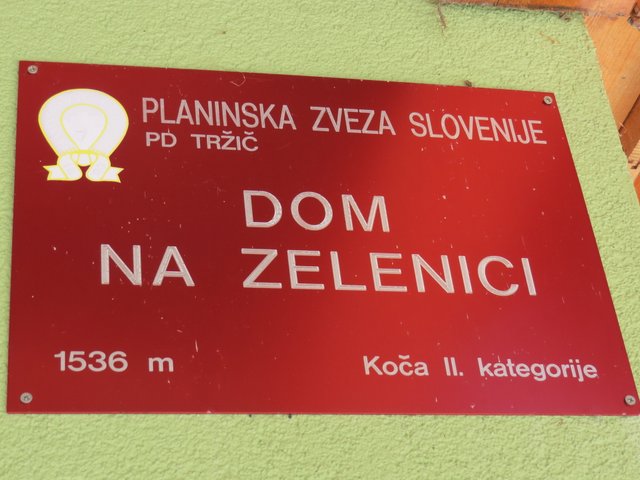 PLANINSKA ZVEZA SLOVENIJE
PD TRŽIČ
DOM
NA ZELENICI
1536 m
Koča II. kategorije